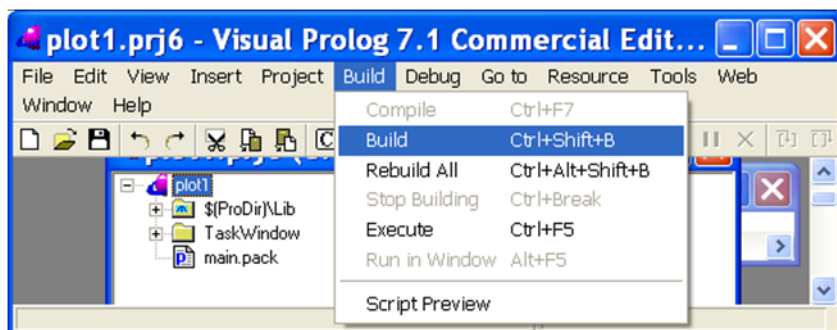 plot1.prj6 - Visual Prolog 7.1 Commercial Edit...
File Edit View Insert Project Build Debug Go to Resource Tools Web
Window Help
Compile Ctrl+F7
Build Ctrl+Shift+B
Rebuild All Ctrl+Alt+Shift+B
Stop Building Ctrl+Break
Execute Ctrl+F5
Run in Window Alt+F5
Script Preview
plot1
$(ProDir)\Lib
TaskWindow
main.pack